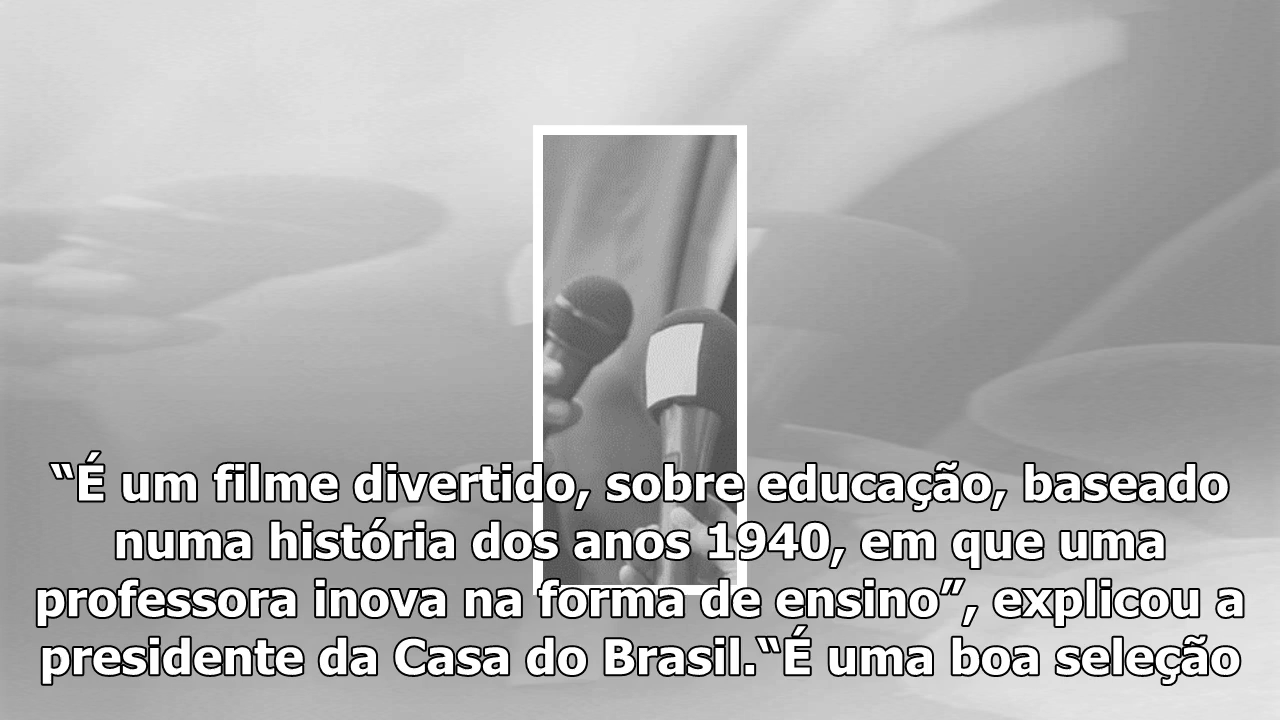 “É um filme divertido, sobre educação, baseado
numa história dos anos 1940, em que uma
professora inova na forma de ensino”, explicou a
presidente da Casa do Brasil.“É uma boa seleção